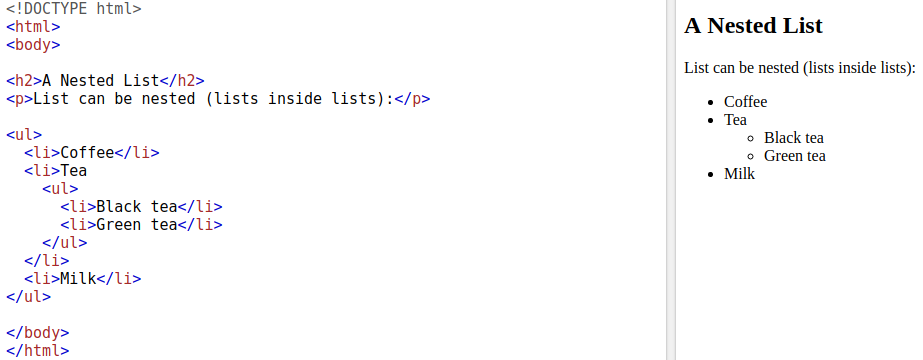 <!DOCTYPE html>
<html>
<body>

<h2>A Nested List</h2>
<p>List can be nested (lists inside lists):</p>

<ul>
  <li>Coffee</li>
  <li>Tea
    <ul>
      <li>Black tea</li>
      <li>Green tea</li>
    </ul>
  </li>
  <li>Milk</li>
</ul>

</body>
</html>
A Nested List
List can be nested (lists inside lists):
• Coffee
• Tea
◦ Black tea
◦ Green tea
• Milk